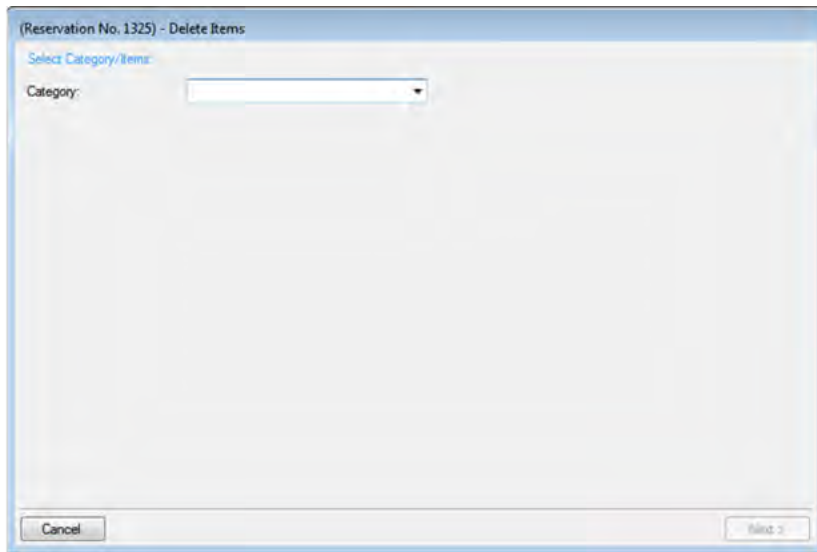 (Reservation No. 1325) - Delete Items
Select Category/Items:
Category:
Cancel
Next >